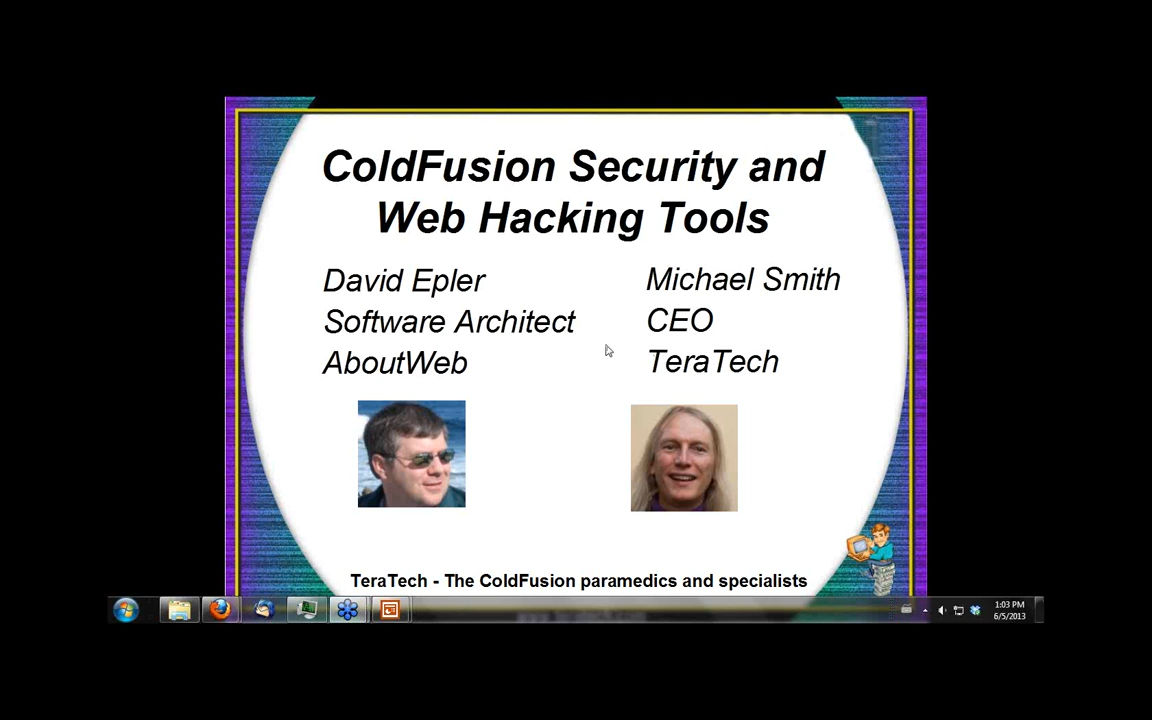 ColdFusion Security and
Web Hacking Tools
David Epler
Software Architect
AboutWeb
Michael Smith
CEO
TeraTech
TeraTech - The ColdFusion paramedics and specialists
1:03 PM
6/5/2013